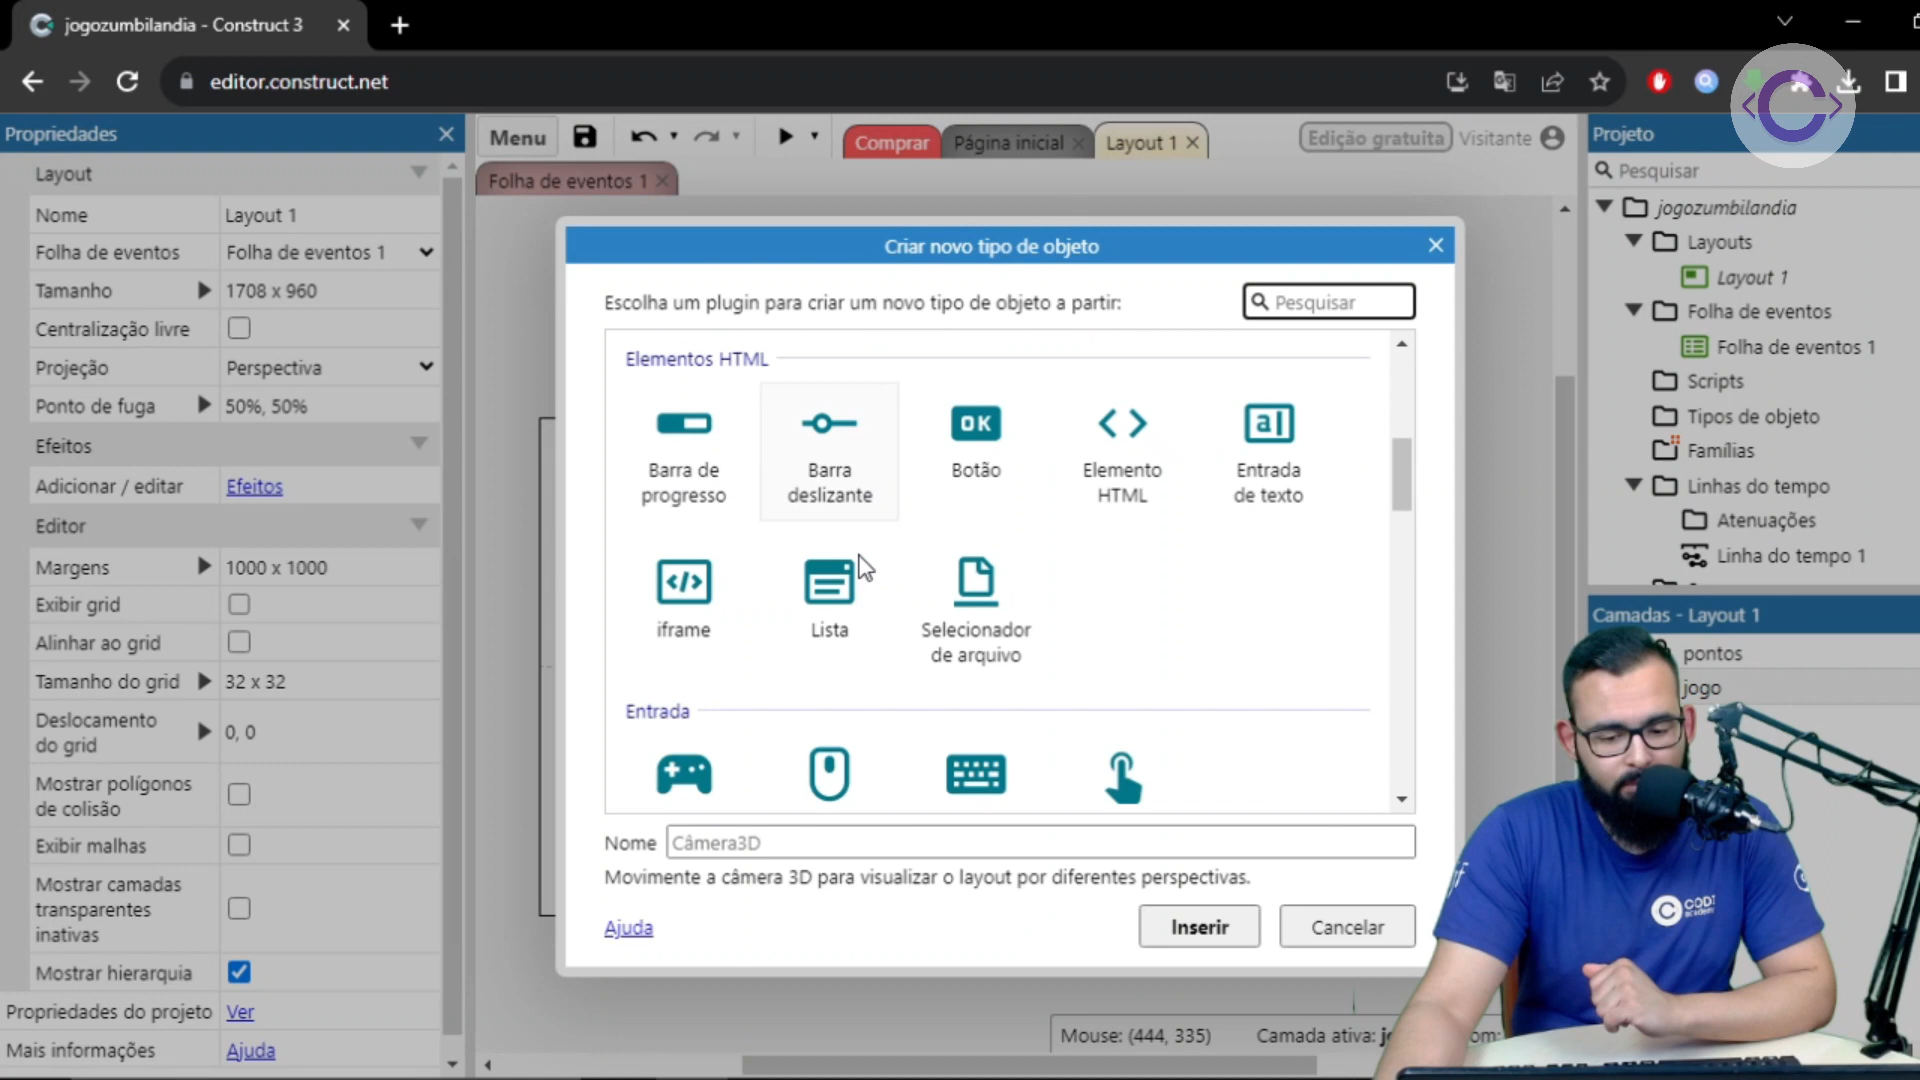 jogozumbilandia - Construct 3
editor.construct.net
Propriedades
Layout
Nome
Layout 1
Folha de eventos
Folha de eventos 1
Tamanho
1708 x 960
Centralização livre
Projeção
Perspectiva
Ponto de fuga
50%, 50%
Efeitos
Adicionar / editar
Efeitos
Editor
Margens
1000 x 1000
Exibir grid
Alinhar ao grid
Tamanho do grid
32 x 32
Deslocamento
do grid
0, 0
Mostrar polígonos
de colisão
Exibir malhas
Mostrar camadas
transparentes
inativas
Mostrar hierarquia
Propriedades do projeto
Ver
Mais informações
Ajuda
Menu
Comprar
Página inicial
Layout 1
Edição gratuita
Visitante
Folha de eventos 1
Criar novo tipo de objeto
Escolha um plugin para criar um novo tipo de objeto a partir:
Pesquisar
Elementos HTML
OK
a
Barra de
progresso
Barra
deslizante
Botão
Elemento
HTML
Entrada
de texto
iframe
Lista
Selecionador
de arquivo
Entrada
Nome
Câmera3D
Movimente a câmera 3D para visualizar o layout por diferentes perspectivas.
Ajuda
Inserir
Cancelar
Mouse: (444, 335)
Camada ativa:
Projeto
Pesquisar
jogozumbilandia
Layouts
Layout 1
Folha de eventos
Folha de eventos 1
Scripts
Tipos de objeto
Famílias
Linhas do tempo
Atenuações
Linha do tempo 1
Camadas - Layout 1
pontos
jogo